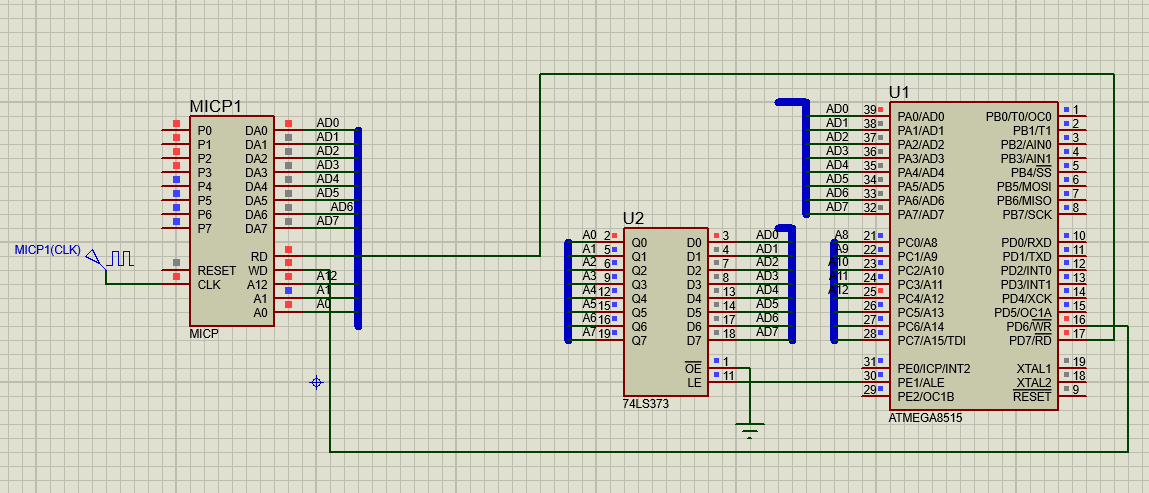 MICP1
P0 DA0 AD0
P1 DA1 AD1
P2 DA2 AD2
P3 DA3 AD3
P4 DA4 AD4
P5 DA5 AD5
P6 DA6 AD6
P7 DA7 AD7
RD
RESET WD
CLK A12 A12
A1 A1
A0 A0
MICP
MICP1(CLK)
U2
A0 2 Q0 D0 3 AD0
A1 5 Q1 D1 4 AD1
A2 6 Q2 D2 7 AD2
A3 9 Q3 D3 8 AD3
A4 12 Q4 D4 13 AD4
A5 15 Q5 D5 14 AD5
A6 16 Q6 D6 17 AD6
A7 19 Q7 D7 18 AD7
OE 1
LE 11
74LS373
U1
AD0 39 PA0/AD0 PB0/T0/OC0 1
AD1 38 PA1/AD1 PB1/T1 2
AD2 37 PA2/AD2 PB2/AIN0 3
AD3 36 PA3/AD3 PB3/AIN1 4
AD4 35 PA4/AD4 PB4/SS 5
AD5 34 PA5/AD5 PB5/MOSI 6
AD6 33 PA6/AD6 PB6/MISO 7
AD7 32 PA7/AD7 PB7/SCK 8
A8 21 PC0/A8 PD0/RXD 10
A9 22 PC1/A9 PD1/TXD 11
A10 23 PC2/A10 PD2/INT0 12
A11 24 PC3/A11 PD3/INT1 13
A12 25 PC4/A12 PD4/XCK 14
26 PC5/A13 PD5/OC1A 15
27 PC6/A14 PD6/WR 16
28 PC7/A15/TDI PD7/RD 17
31 PE0/ICP/INT2 XTAL1 19
30 PE1/ALE XTAL2 18
29 PE2/OC1B RESET 9
ATMEGA8515